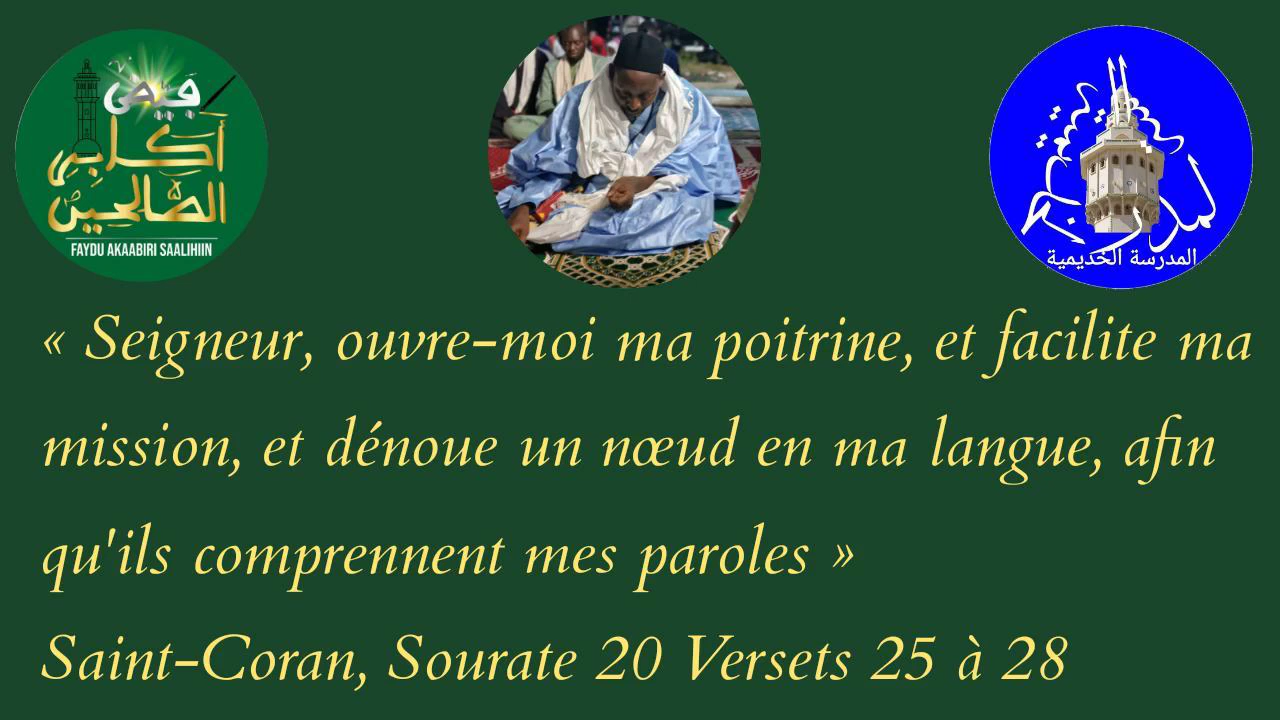 فيض
أكابر
الصالحين
FAYDU AKAABIRI SAALIHIIN
المدرسة الخديمية
« Seigneur, ouvre-moi ma poitrine, et facilite ma
mission, et dénoue un nœud en ma langue, afin
qu'ils comprennent mes paroles »
Saint-Coran, Sourate 20 Versets 25 à 28